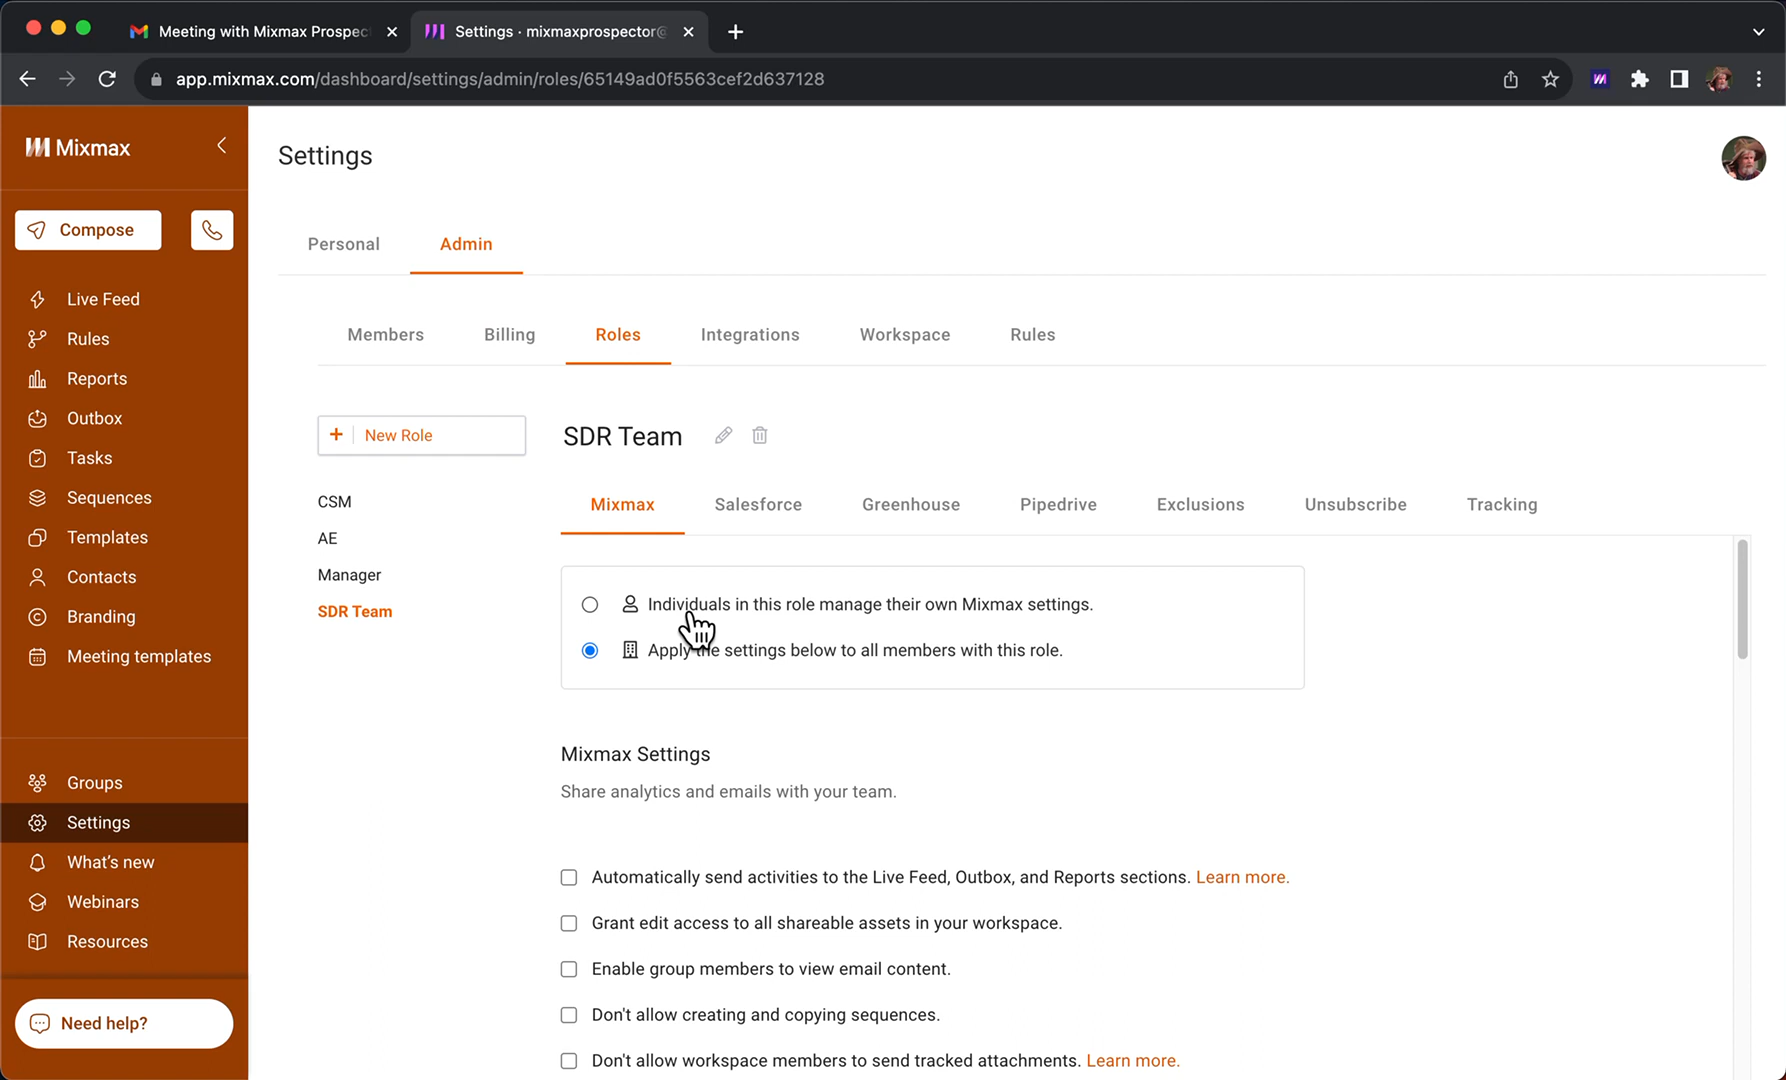 Meeting with Mixmax Prospec
Settings · mixmaxprospector@
app.mixmax.com/dashboard/settings/admin/roles/65149ad0f5563cef2d637128
Mixmax
Compose
Live Feed
Rules
Reports
Outbox
Tasks
Sequences
Templates
Contacts
Branding
Meeting templates
Groups
Settings
What's new
Webinars
Resources
Need help?
Settings
Personal
Admin
Members
Billing
Roles
Integrations
Workspace
Rules
+ New Role
CSM
AE
Manager
SDR Team
SDR Team
Mixmax
Salesforce
Greenhouse
Pipedrive
Exclusions
Unsubscribe
Tracking
Individuals in this role manage their own Mixmax settings.
Apply the settings below to all members with this role.
Mixmax Settings
Share analytics and emails with your team.
Automatically send activities to the Live Feed, Outbox, and Reports sections. Learn more.
Grant edit access to all shareable assets in your workspace.
Enable group members to view email content.
Don't allow creating and copying sequences.
Don't allow workspace members to send tracked attachments. Learn more.